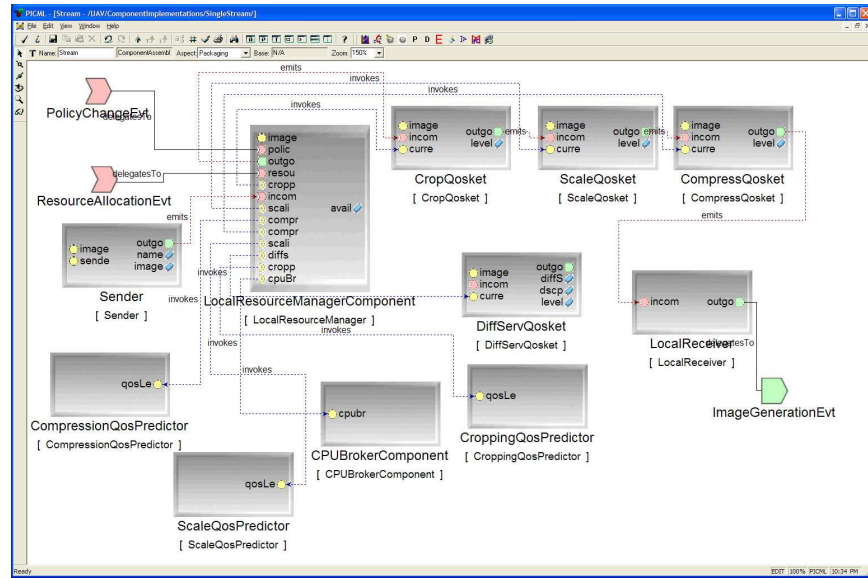 PICML - [Stream - /UAV/ComponentImplementations/SingleStream/]
File Edit View Window Help
Name: Stream ComponentAssembl Aspect: Packaging Base: N/A Zoom: 150%
emits
invokes
invokes
invokes
PolicyChangeEvt
delegatesTo
image
polic
outgo
resou
cropp
incom
scali
compr
compr
scali
diffs
cropp
cpuBr
avail
LocalResourceManagerComponent
[ LocalResourceManager ]
image
incom
curre
outgo
level
CropQosket
[ CropQosket ]
emits
image
incom
curre
outgo
level
ScaleQosket
[ ScaleQosket ]
emits
image
incom
curre
outgo
level
CompressQosket
[ CompressQosket ]
emits
delegatesTo
ResourceAllocationEvt
emits
image
sende
outgo
name
image
Sender
[ Sender ]
invokes
invokes
invokes
invokes
invokes
invokes
image
incom
curre
outgo
diffS
dscp
level
DiffServQosket
[ DiffServQosket ]
incom
outgo
LocalReceiver
[ LocalReceiver ]
delegatesTo
ImageGenerationEvt
qosLe
CompressionQosPredictor
[ CompressionQosPredictor ]
cpubr
CPUBrokerComponent
[ CPUBrokerComponent ]
qosLe
CroppingQosPredictor
[ CroppingQosPredictor ]
qosLe
ScaleQosPredictor
[ ScaleQosPredictor ]
Ready
EDIT 100% PICML 10:34 PM